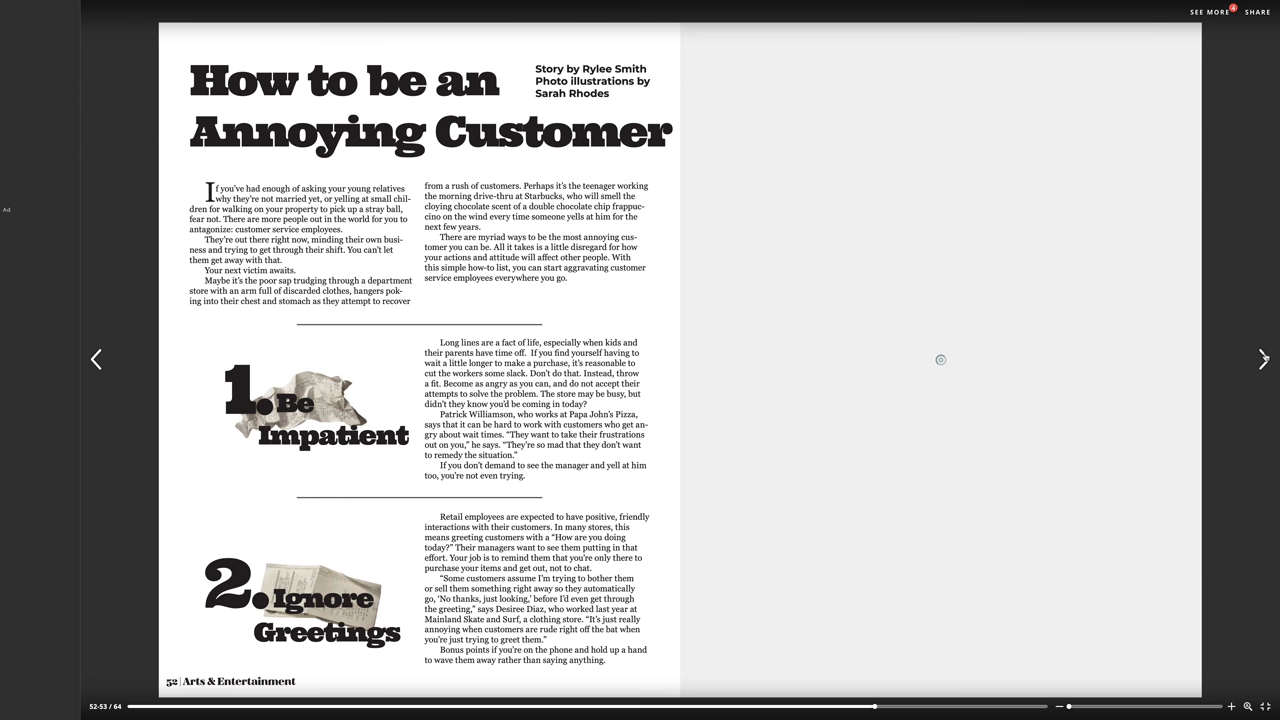 SEE MORE 4 SHARE
Ad
How to be an
Annoying Customer
Story by Rylee Smith
Photo illustrations by
Sarah Rhodes
If you've had enough of asking your young relatives
why they're not married yet, or yelling at small chil-
dren for walking on your property to pick up a stray ball,
fear not. There are more people out in the world for you to
antagonize: customer service employees.
They're out there right now, minding their own busi-
ness and trying to get through their shift. You can't let
them get away with that.
Your next victim awaits.
Maybe it's the poor sap trudging through a department
store with an arm full of discarded clothes, hangers pok-
ing into their chest and stomach as they attempt to recover
from a rush of customers. Perhaps it's the teenager working
the morning drive-thru at Starbucks, who will smell the
cloying chocolate scent of a double chocolate chip frappuc-
cino on the wind every time someone yells at him for the
next few years.
There are myriad ways to be the most annoying cus-
tomer you can be. All it takes is a little disregard for how
your actions and attitude will affect other people. With
this simple how-to list, you can start aggravating customer
service employees everywhere you go.
1. Be
Impatient
Long lines are a fact of life, especially when kids and
their parents have time off. If you find yourself having to
wait a little longer to make a purchase, it's reasonable to
cut the workers some slack. Don't do that. Instead, throw
a fit. Become as angry as you can, and do not accept their
attempts to solve the problem. The store may be busy, but
didn't they know you'd be coming in today?
Patrick Williamson, who works at Papa John's Pizza,
says that it can be hard to work with customers who get an-
gry about wait times. "They want to take their frustrations
out on you," he says. "They're so mad that they don't want
to remedy the situation."
If you don't demand to see the manager and yell at him
too, you're not even trying.
2. Ignore
Greetings
Retail employees are expected to have positive, friendly
interactions with their customers. In many stores, this
means greeting customers with a "How are you doing
today?" Their managers want to see them putting in that
effort. Your job is to remind them that you're only there to
purchase your items and get out, not to chat.
"Some customers assume I'm trying to bother them
or sell them something right away so they automatically
go, 'No thanks, just looking,' before I'd even get through
the greeting," says Desiree Diaz, who worked last year at
Mainland Skate and Surf, a clothing store. "It's just really
annoying when customers are rude right off the bat when
you're just trying to greet them."
Bonus points if you're on the phone and hold up a hand
to wave them away rather than saying anything.
52 | Arts & Entertainment
52-53 / 64